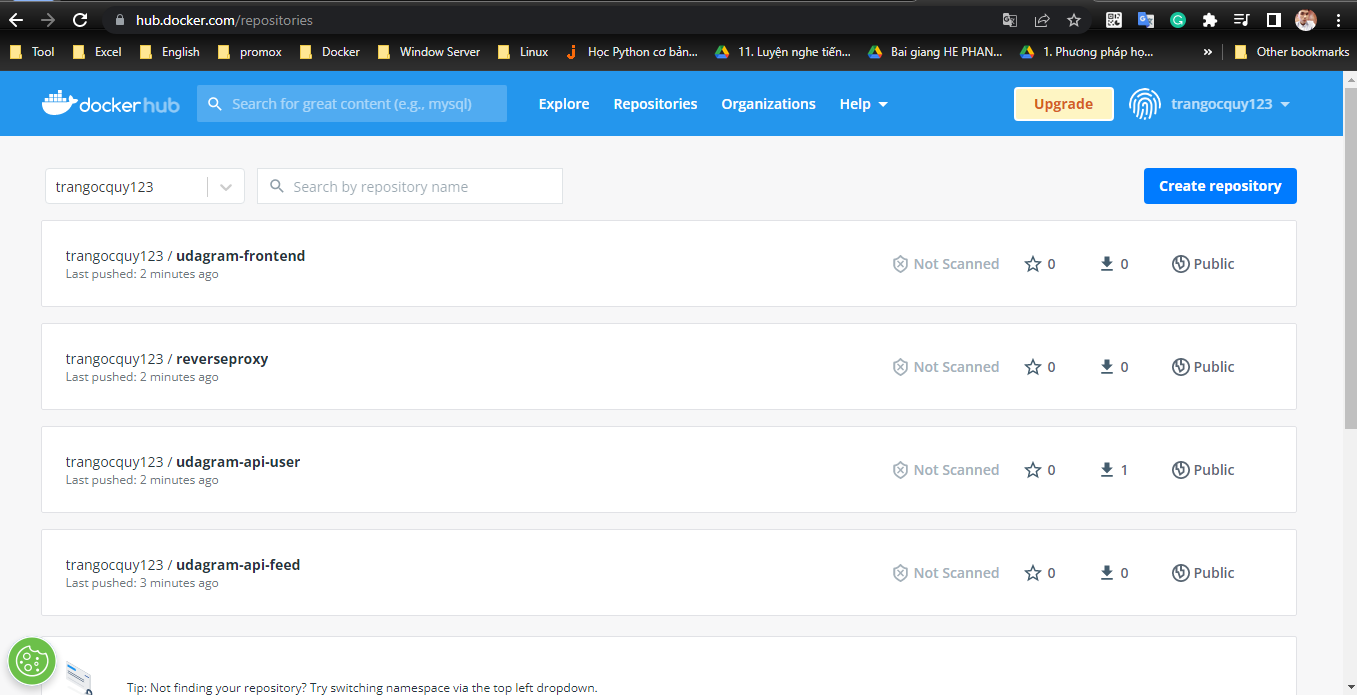 hub.docker.com/repositories
Tool Excel English promox Docker Window Server Linux Học Python cơ bản... 11. Luyện nghe tiến... Bai giang HE PHAN... 1. Phương pháp họ... » Other bookmarks
dockerhub Search for great content (e.g., mysql) Explore Repositories Organizations Help Upgrade trangocquy123
trangocquy123 Search by repository name Create repository
trangocquy123 / udagram-frontend Not Scanned 0 0 Public
Last pushed: 2 minutes ago
trangocquy123 / reverseproxy Not Scanned 0 0 Public
Last pushed: 2 minutes ago
trangocquy123 / udagram-api-user Not Scanned 0 1 Public
Last pushed: 2 minutes ago
trangocquy123 / udagram-api-feed Not Scanned 0 0 Public
Last pushed: 3 minutes ago
Tip: Not finding your repository? Try switching namespace via the top left dropdown.